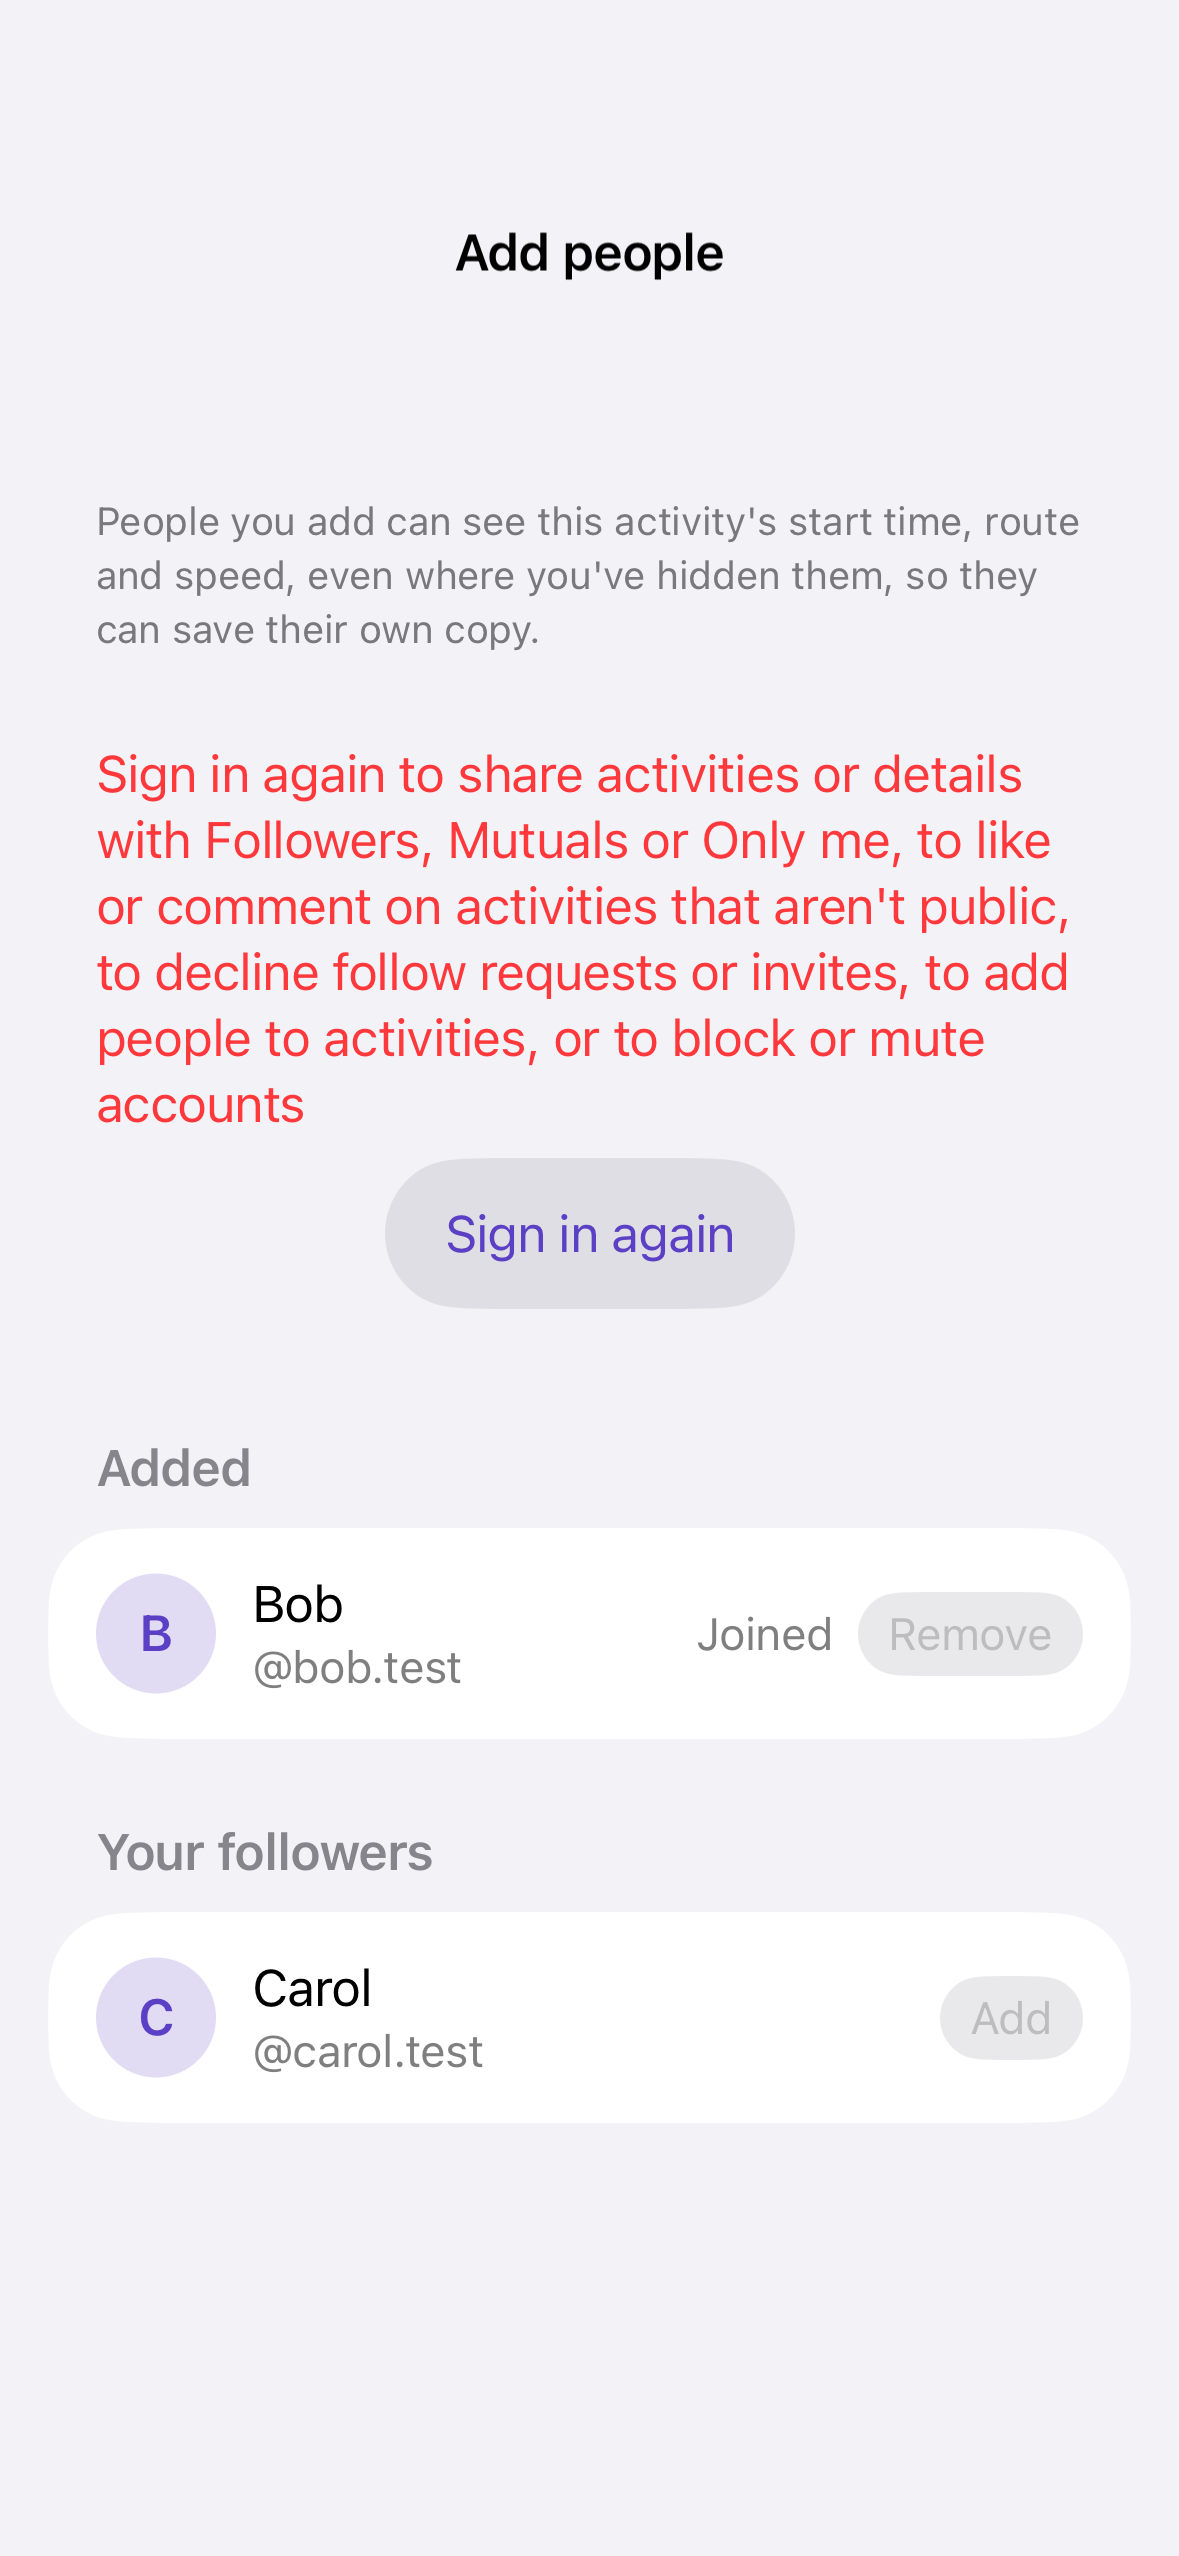 Add people
People you add can see this activity's start time, route
and speed, even where you've hidden them, so they
can save their own copy.
Sign in again to share activities or details
with Followers, Mutuals or Only me, to like
or comment on activities that aren't public,
to decline follow requests or invites, to add
people to activities, or to block or mute
accounts
Sign in again
Added
B
Bob
@bob.test
Joined
Remove
Your followers
C
Carol
@carol.test
Add